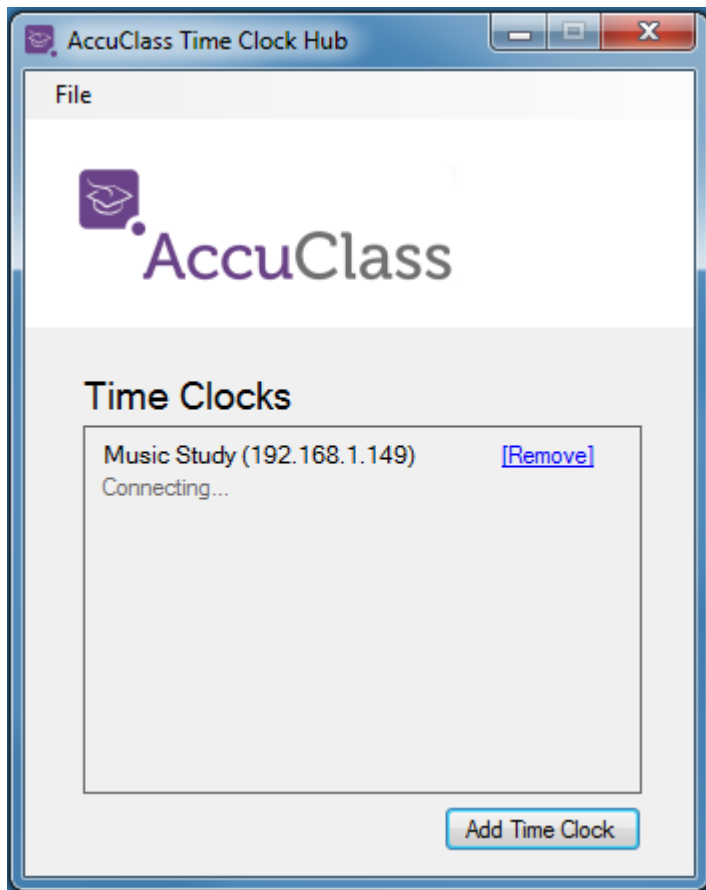 AccuClass Time Clock Hub
File
AccuClass
Time Clocks
Music Study (192.168.1.149) [Remove]
Connecting...
Add Time Clock